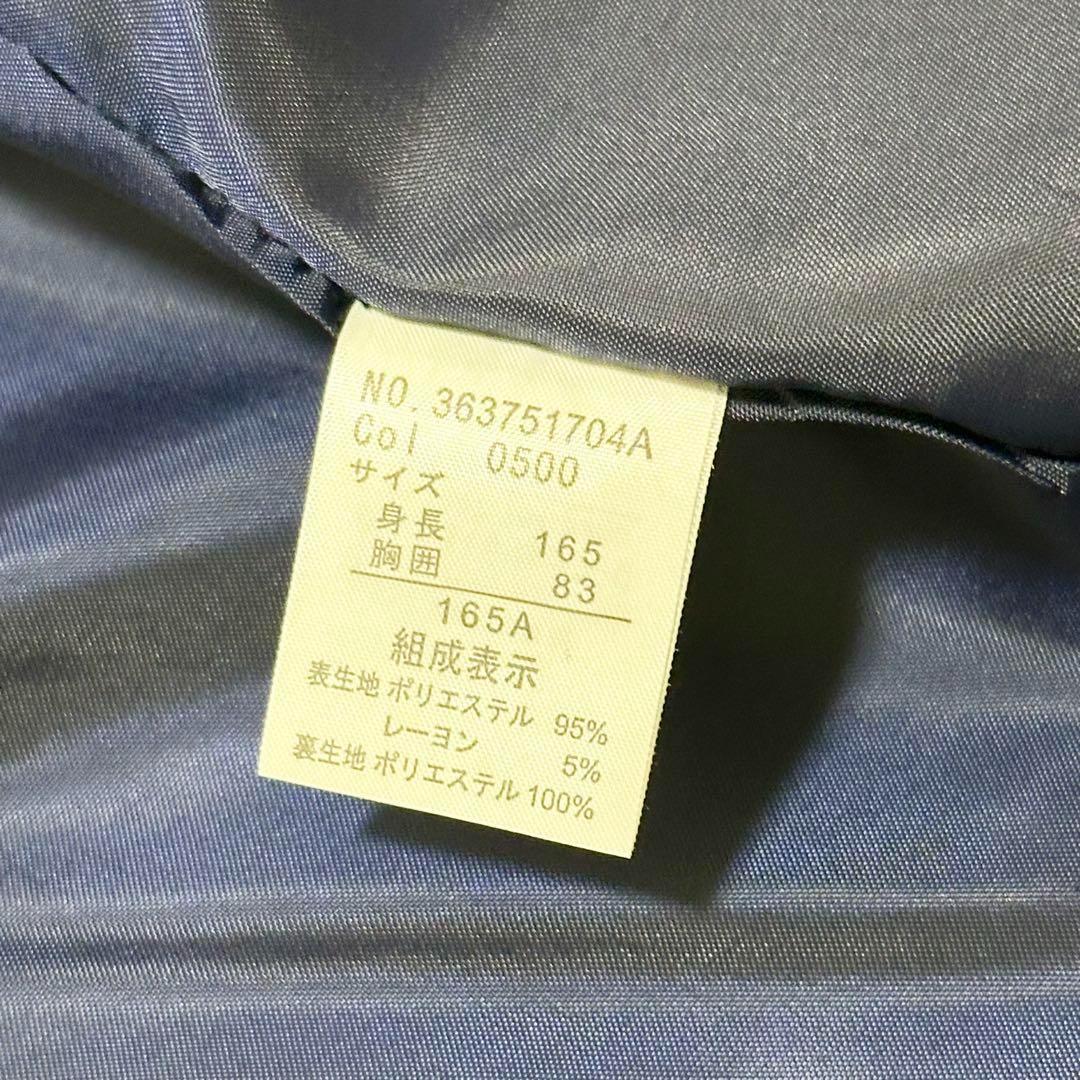 NO. 363751704A
Col 0500
サイズ
身長 165
胸囲 83
165A
組成表示
表生地 ポリエステル 95%
レーヨン 5%
裏生地 ポリエステル 100%